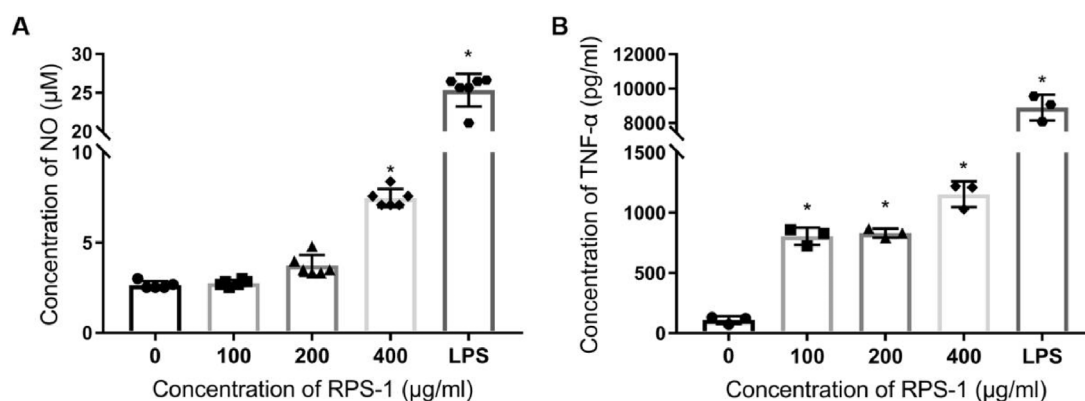 A
Concentration of NO (μM)
30
25
20
10
5
0
*
*
0 100 200 400 LPS
Concentration of RPS-1 (μg/ml)
B
Concentration of TNF-α (pg/ml)
12000
10000
8000
1500
1000
500
0
*
*
*
*
0 100 200 400 LPS
Concentration of RPS-1 (μg/ml)